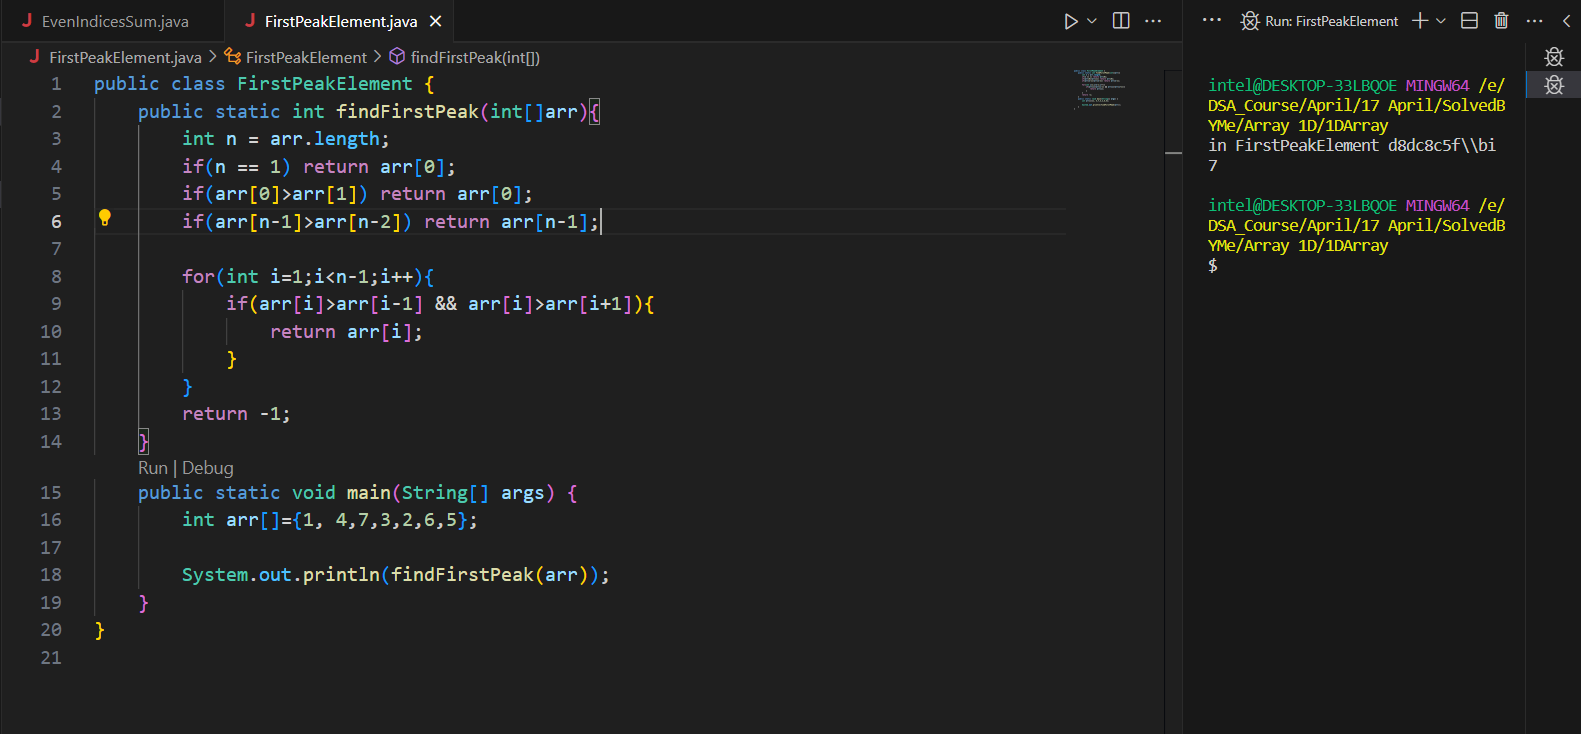 EvenIndicesSum.java
FirstPeakElement.java
FirstPeakElement.java > FirstPeakElement > findFirstPeak(int[])
1 public class FirstPeakElement {
2 public static int findFirstPeak(int[]arr){
3 int n = arr.length;
4 if(n == 1) return arr[0];
5 if(arr[0]>arr[1]) return arr[0];
6 if(arr[n-1]>arr[n-2]) return arr[n-1];
7
8 for(int i=1;i<n-1;i++){
9 if(arr[i]>arr[i-1] && arr[i]>arr[i+1]){
10 return arr[i];
11 }
12 }
13 return -1;
14 }
Run | Debug
15 public static void main(String[] args) {
16 int arr[]={1, 4,7,3,2,6,5};
17
18 System.out.println(findFirstPeak(arr));
19 }
20 }
21
Run: FirstPeakElement
intel@DESKTOP-33LBQOE MINGW64 /e/
DSA_Course/April/17 April/SolvedB
YMe/Array 1D/1DArray
in FirstPeakElement d8dc8c5f\\bi
7
intel@DESKTOP-33LBQOE MINGW64 /e/
DSA_Course/April/17 April/SolvedB
YMe/Array 1D/1DArray
$